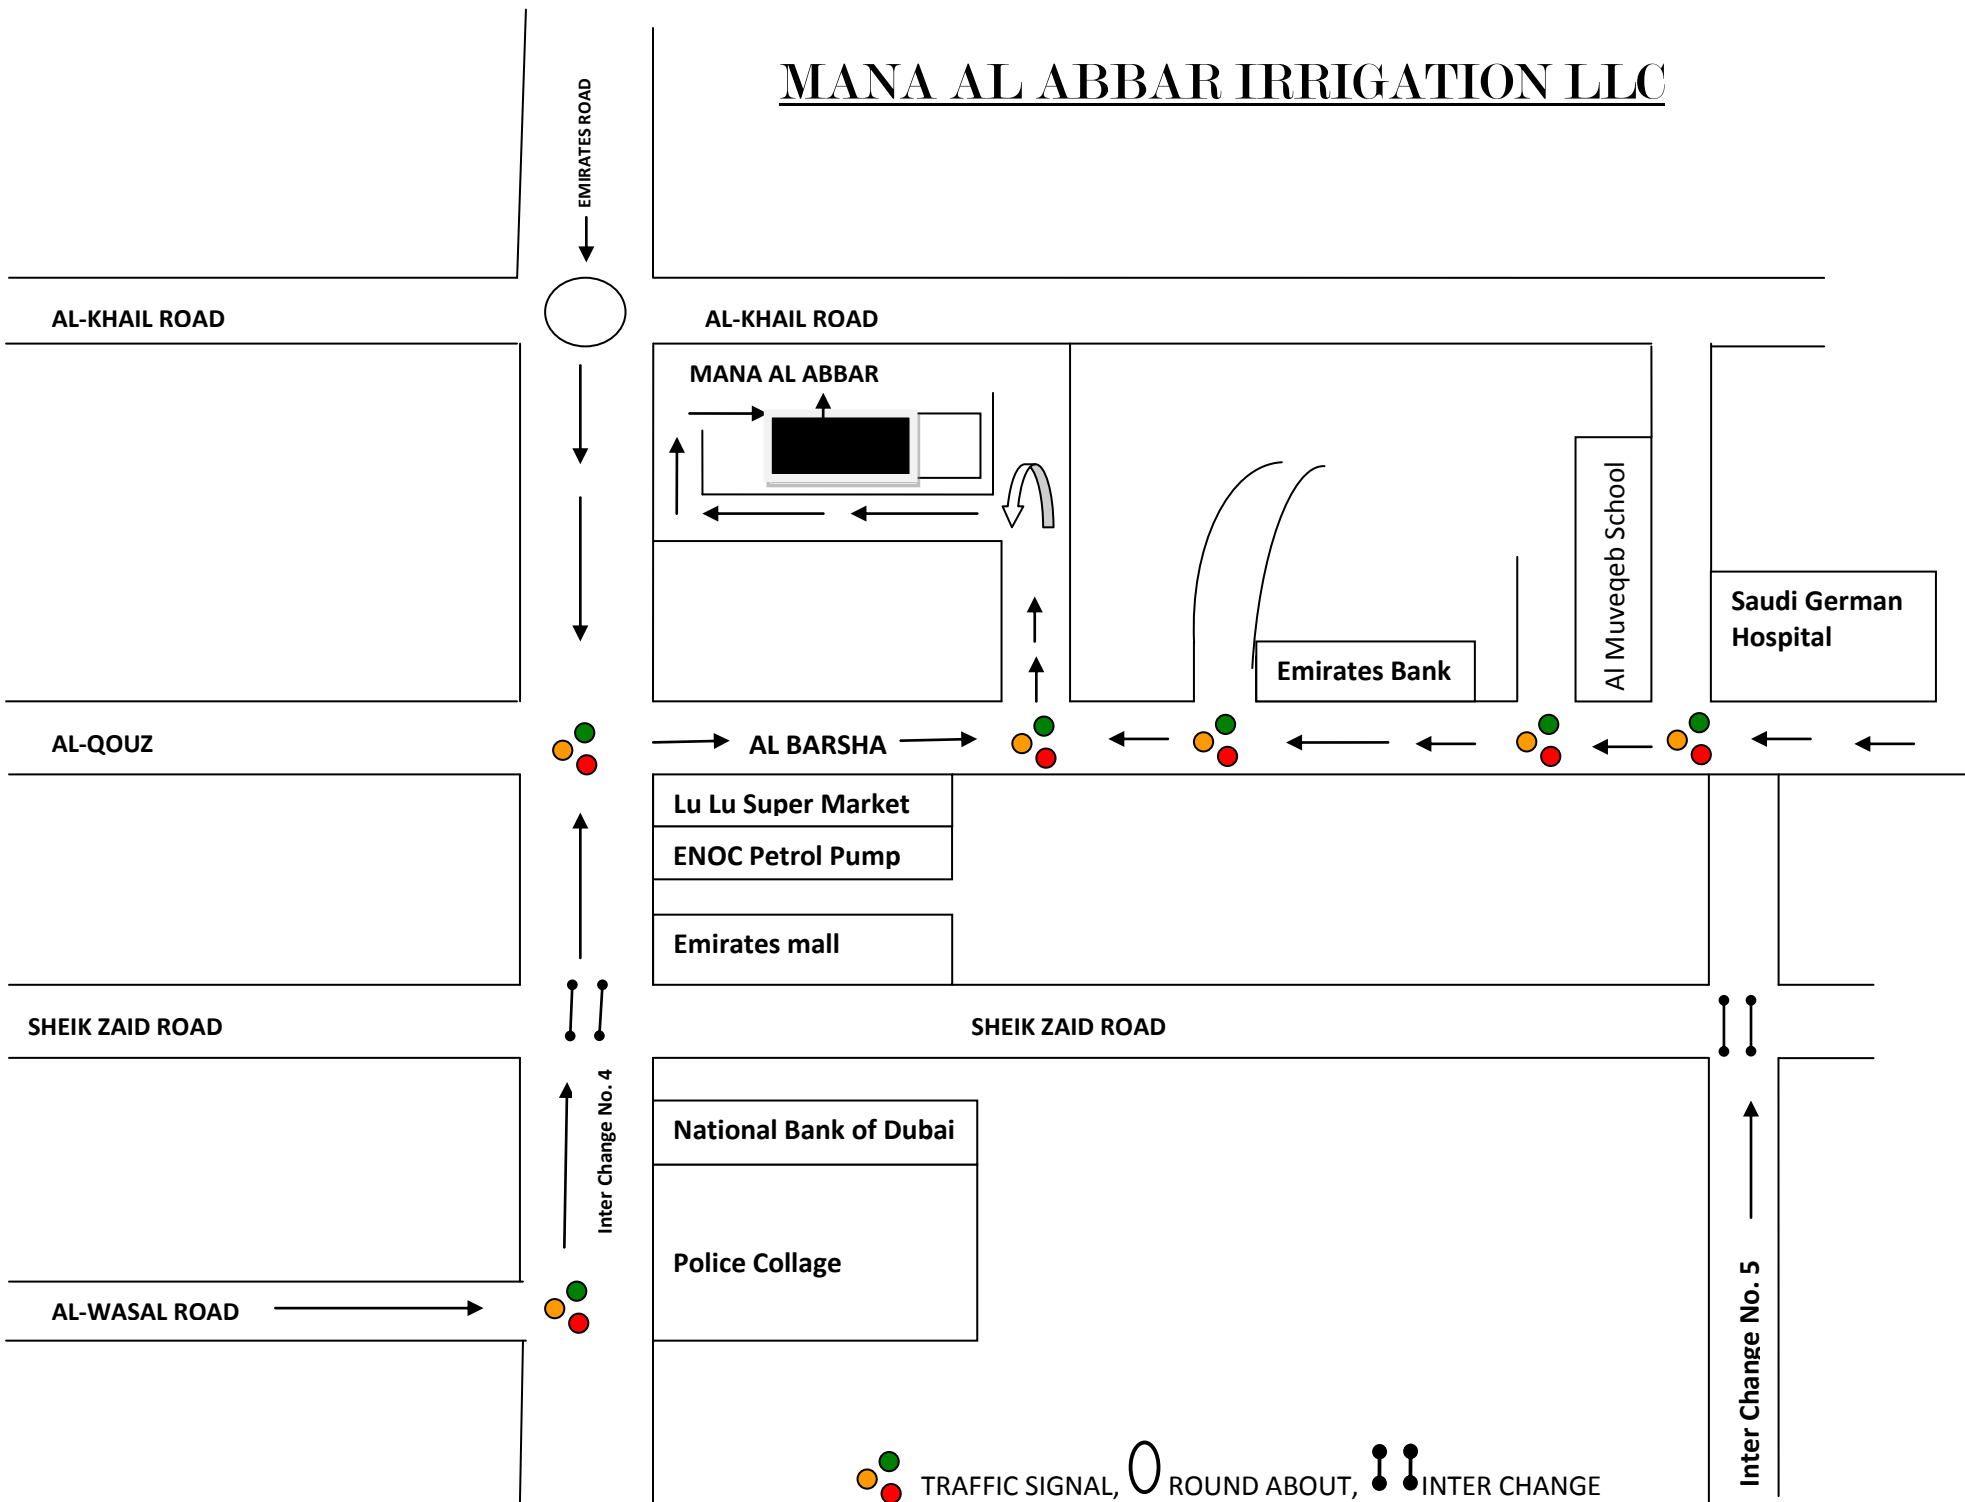 MANA AL ABBAR IRRIGATION LLC
EMIRATES ROAD
AL-KHAIL ROAD
AL-KHAIL ROAD
MANA AL ABBAR
Al Muveqeb School
Saudi German
Hospital
Emirates Bank
AL-QOUZ
AL BARSHA
Lu Lu Super Market
ENOC Petrol Pump
Emirates mall
SHEIK ZAID ROAD
SHEIK ZAID ROAD
Inter Change No. 4
National Bank of Dubai
Police Collage
AL-WASAL ROAD
Inter Change No. 5
TRAFFIC SIGNAL, ROUND ABOUT, INTER CHANGE